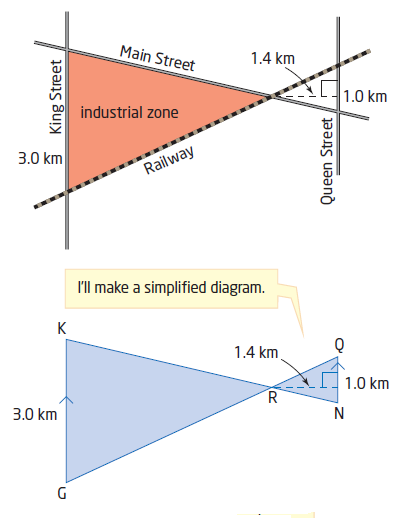 Main Street
1.4 km
King Street
industrial zone
1.0 km
3.0 km
Railway
Queen Street
I'll make a simplified diagram.
K
Q
1.4 km
1.0 km
R
3.0 km
N
G